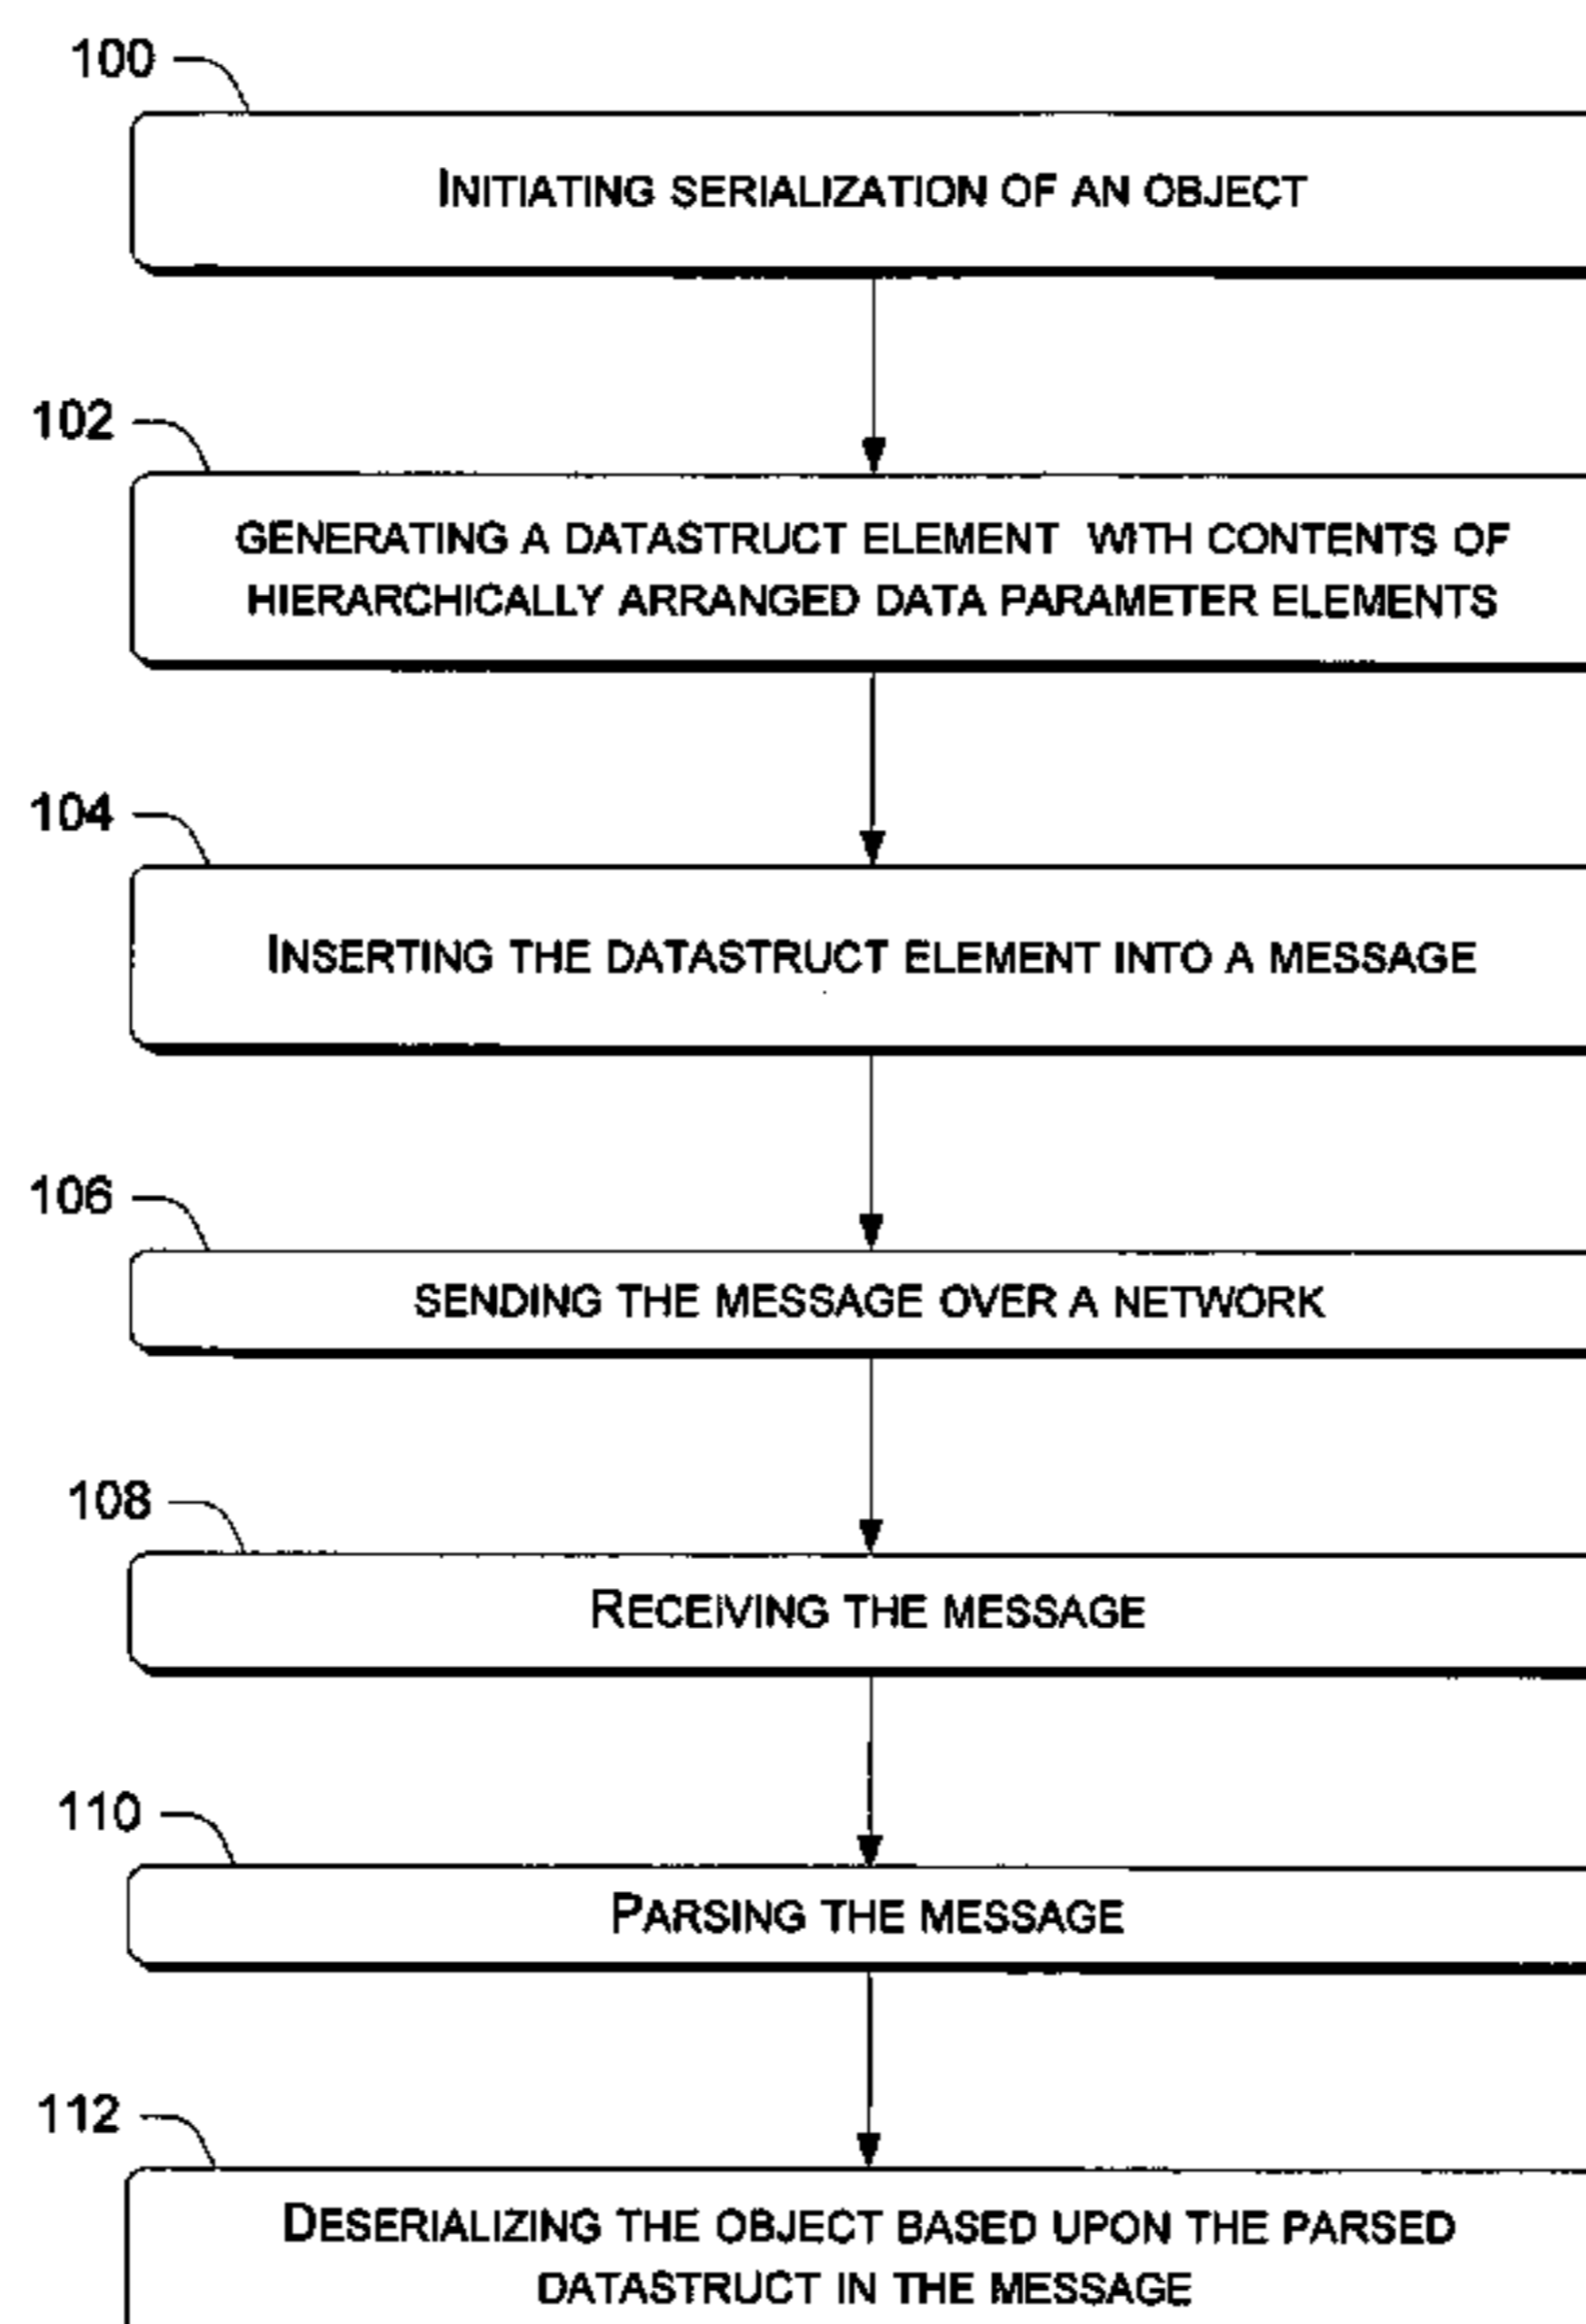 100
INITIATING SERIALIZATION OF AN OBJECT
102
GENERATING A DATASTRUCT ELEMENT WITH CONTENTS OF
HIERARCHICALLY ARRANGED DATA PARAMETER ELEMENTS
104
INSERTING THE DATASTRUCT ELEMENT INTO A MESSAGE
106
SENDING THE MESSAGE OVER A NETWORK
108
RECEIVING THE MESSAGE
110
PARSING THE MESSAGE
112
DESERIALIZING THE OBJECT BASED UPON THE PARSED
DATASTRUCT IN THE MESSAGE